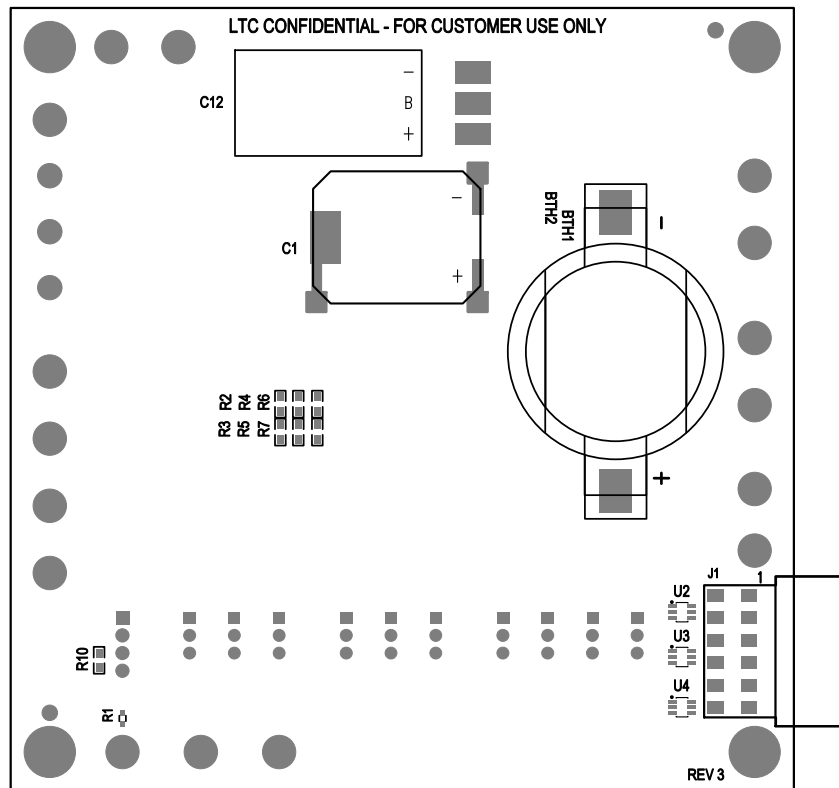 LTC CONFIDENTIAL - FOR CUSTOMER USE ONLY
C12
−
B
+
BTH2
BTH1
−
C1
−
+
R2 R4 R6
R3 R5 R7
+
J1
1
U2
U3
R10
U4
R1
REV 3